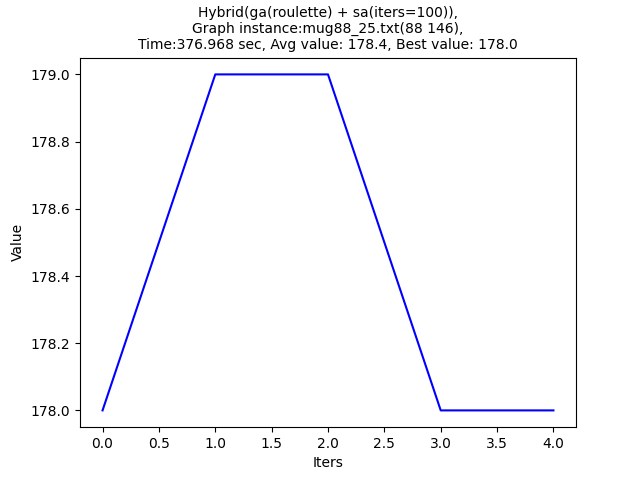 Hybrid(ga(roulette) + sa(iters=100)),
Graph instance:mug88_25.txt(88 146),
Time:376.968 sec, Avg value: 178.4, Best value: 178.0
179.0
178.8
178.6
178.4
178.2
178.0
Value
0.0 0.5 1.0 1.5 2.0 2.5 3.0 3.5 4.0
Iters